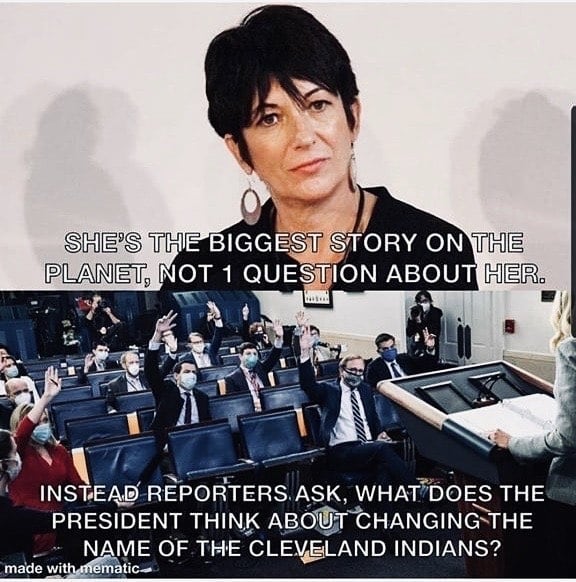 SHE'S THE BIGGEST STORY ON THE
PLANET, NOT 1 QUESTION ABOUT HER.
INSTEAD REPORTERS ASK, WHAT DOES THE
PRESIDENT THINK ABOUT CHANGING THE
NAME OF THE CLEVELAND INDIANS?
made with mematic